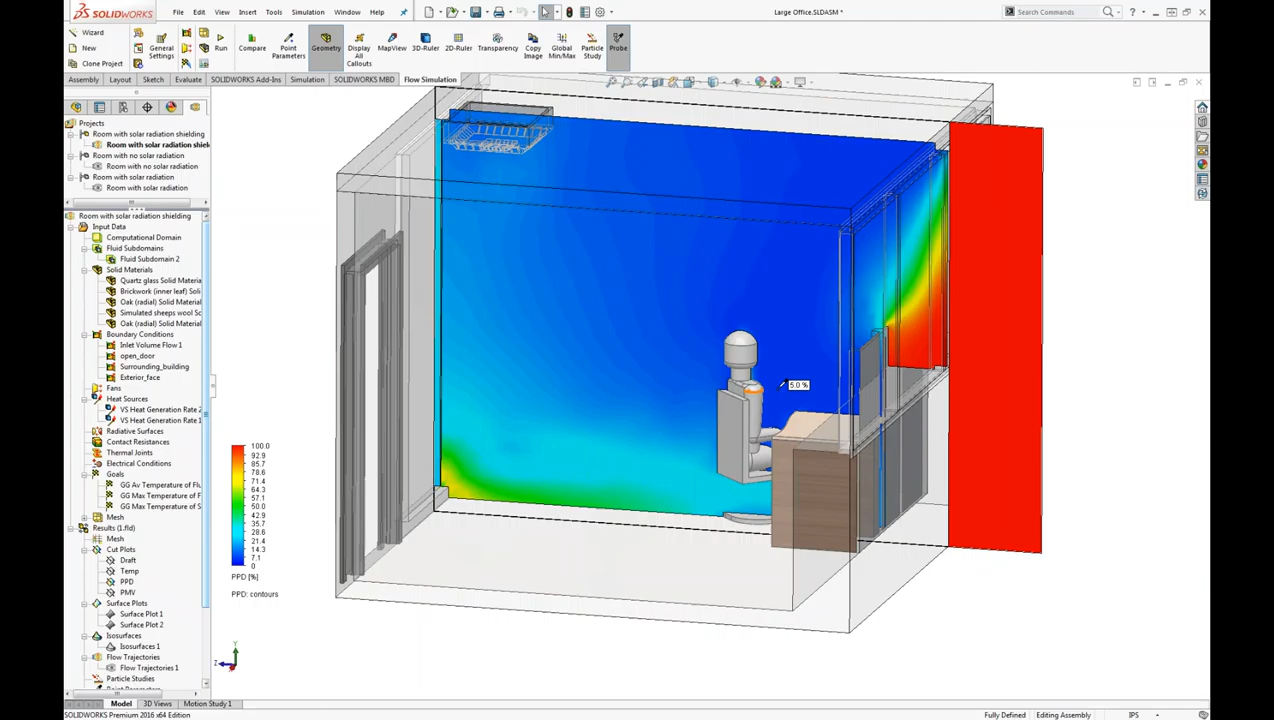 SOLIDWORKS File Edit View Insert Tools Simulation Window Help Large Office.SLDASM * Search Commands
Wizard
New
Clone Project
General Settings
Run
Compare
Point Parameters
Geometry
Display All Callouts
MapView
3D-Ruler
2D-Ruler
Transparency
Copy Image
Global Min/Max
Particle Study
Probe
Assembly Layout Sketch Evaluate SOLIDWORKS Add-Ins Simulation SOLIDWORKS MBD Flow Simulation
Projects
Room with solar radiation shielding
Room with solar radiation shiel
Room with no solar radiation
Room with no solar radiation
Room with solar radiation
Room with solar radiation
Room with solar radiation shielding
Input Data
Computational Domain
Fluid Subdomains
Fluid Subdomain 2
Solid Materials
Quartz glass Solid Materia
Brickwork (inner leaf) Soli
Oak (radial) Solid Material
Simulated sheeps wool So
Oak (radial) Solid Material
Boundary Conditions
Inlet Volume Flow 1
open_door
Surrounding_building
Exterior_face
Fans
Heat Sources
VS Heat Generation Rate 2
VS Heat Generation Rate 1
Radiative Surfaces
Contact Resistances
Thermal Joints
Electrical Conditions
Goals
GG Av Temperature of Flu
GG Max Temperature of F
GG Max Temperature of S
Mesh
Results (1.fld)
Mesh
Cut Plots
Draft
Temp
PPD
PMV
Surface Plots
Surface Plot 1
Surface Plot 2
Isosurfaces
Isosurfaces 1
Flow Trajectories
Flow Trajectories 1
Particle Studies
5.0 %
100.0
92.9
85.7
78.6
71.4
64.3
57.1
50.0
42.9
35.7
28.6
21.4
14.3
7.1
0
PPD [%]
PPD: contours
Y
Z
Model 3D Views Motion Study 1
SOLIDWORKS Premium 2016 x64 Edition Fully Defined Editing Assembly IPS